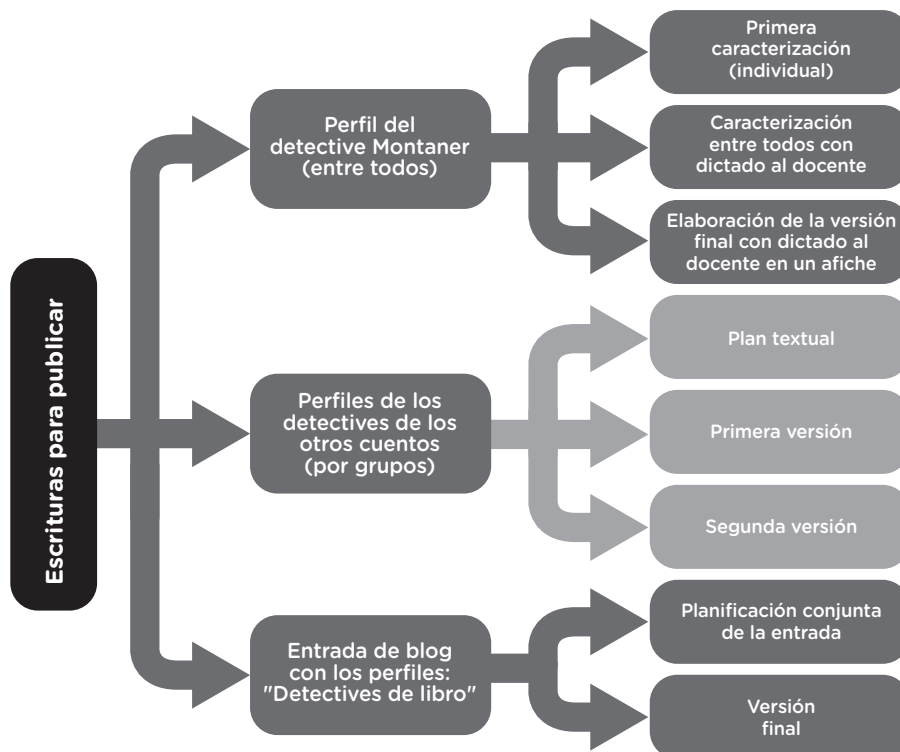 Escrituras para publicar
Perfil del
detective Montaner
(entre todos)
Primera
caracterización
(individual)
Caracterización
entre todos con
dictado al docente
Elaboración de la versión
final con dictado al
docente en un afiche
Perfiles de los
detectives de los
otros cuentos
(por grupos)
Plan textual
Primera versión
Segunda versión
Entrada de blog
con los perfiles:
"Detectives de libro"
Planificación conjunta
de la entrada
Versión
final